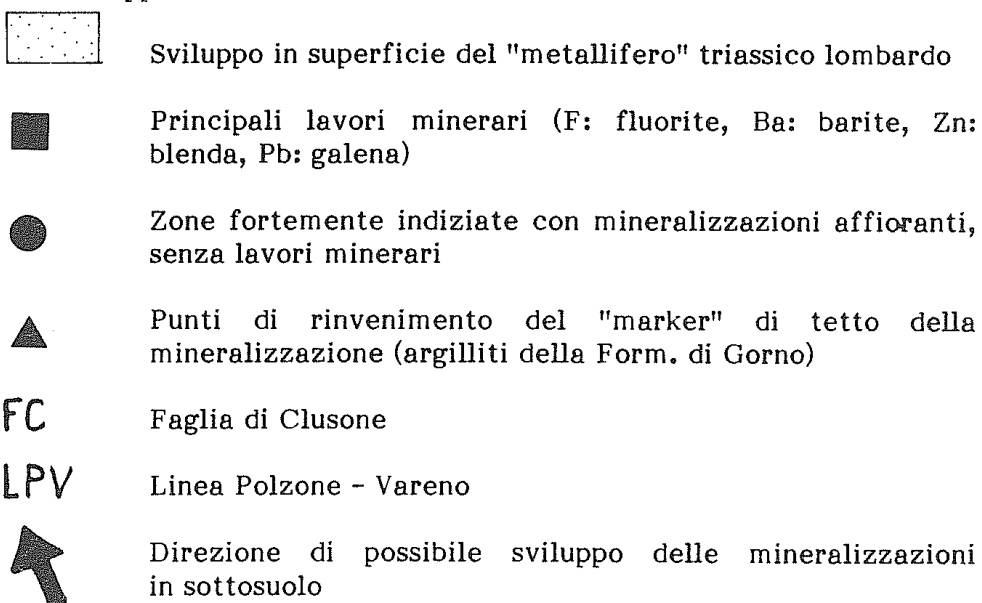 Sviluppo in superficie del "metallifero" triassico lombardo
Principali lavori minerari (F: fluorite, Ba: barite, Zn:
blenda, Pb: galena)
Zone fortemente indiziate con mineralizzazioni affioranti,
senza lavori minerari
Punti di rinvenimento del "marker" di tetto della
mineralizzazione (argilliti della Form. di Gorno)
FC Faglia di Clusone
LPV Linea Polzone - Vareno
Direzione di possibile sviluppo delle mineralizzazioni
in sottosuolo